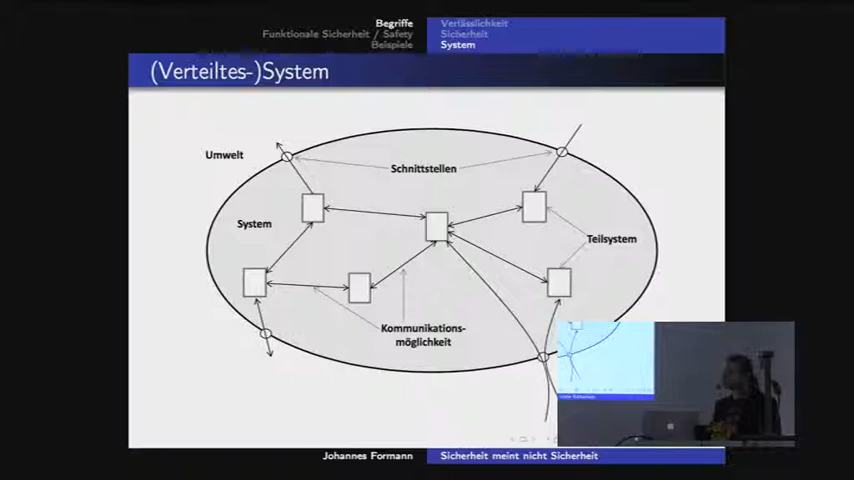 Begriffe
Funktionale Sicherheit / Safety
Beispiele
Verlässlichkeit
Sicherheit
System
(Verteiltes-)System
Umwelt
Schnittstellen
System
Teilsystem
Kommunikations-
möglichkeit
Johannes Formann
Sicherheit meint nicht Sicherheit